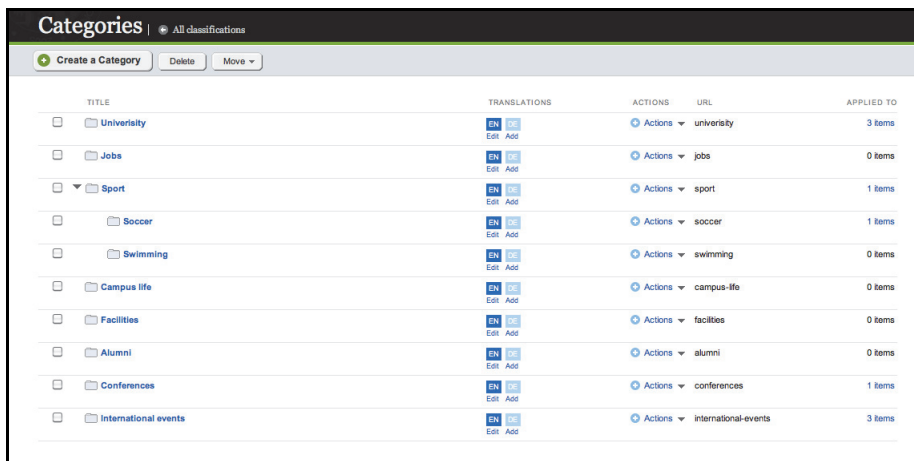 Categories | All classifications
Create a Category Delete Move
TITLE TRANSLATIONS ACTIONS URL APPLIED TO
Univerisity EN DE Actions univerisity 3 items
Edit Add
Jobs EN DE Actions jobs 0 items
Edit Add
Sport EN DE Actions sport 1 items
Edit Add
Soccer EN DE Actions soccer 1 items
Edit Add
Swimming EN DE Actions swimming 0 items
Edit Add
Campus life EN DE Actions campus-life 0 items
Edit Add
Facilities EN DE Actions facilities 0 items
Edit Add
Alumni EN DE Actions alumni 0 items
Edit Add
Conferences EN DE Actions conferences 1 items
Edit Add
International events EN DE Actions international-events 3 items
Edit Add